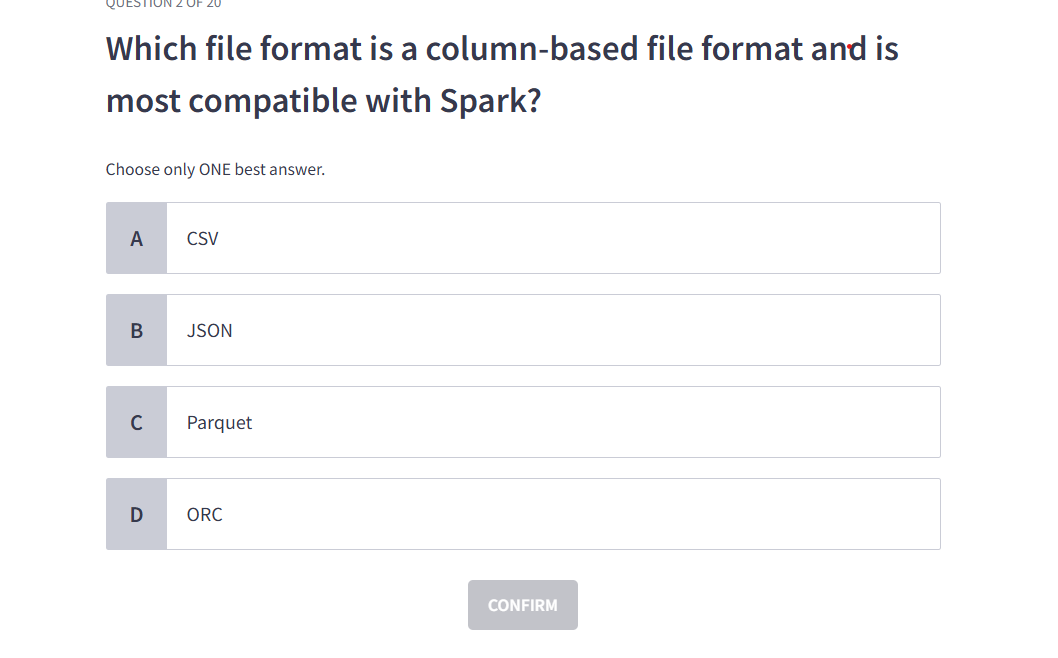 QUESTION 2 OF 20
Which file format is a column-based file format and is
most compatible with Spark?
Choose only ONE best answer.
A CSV
B JSON
C Parquet
D ORC
CONFIRM